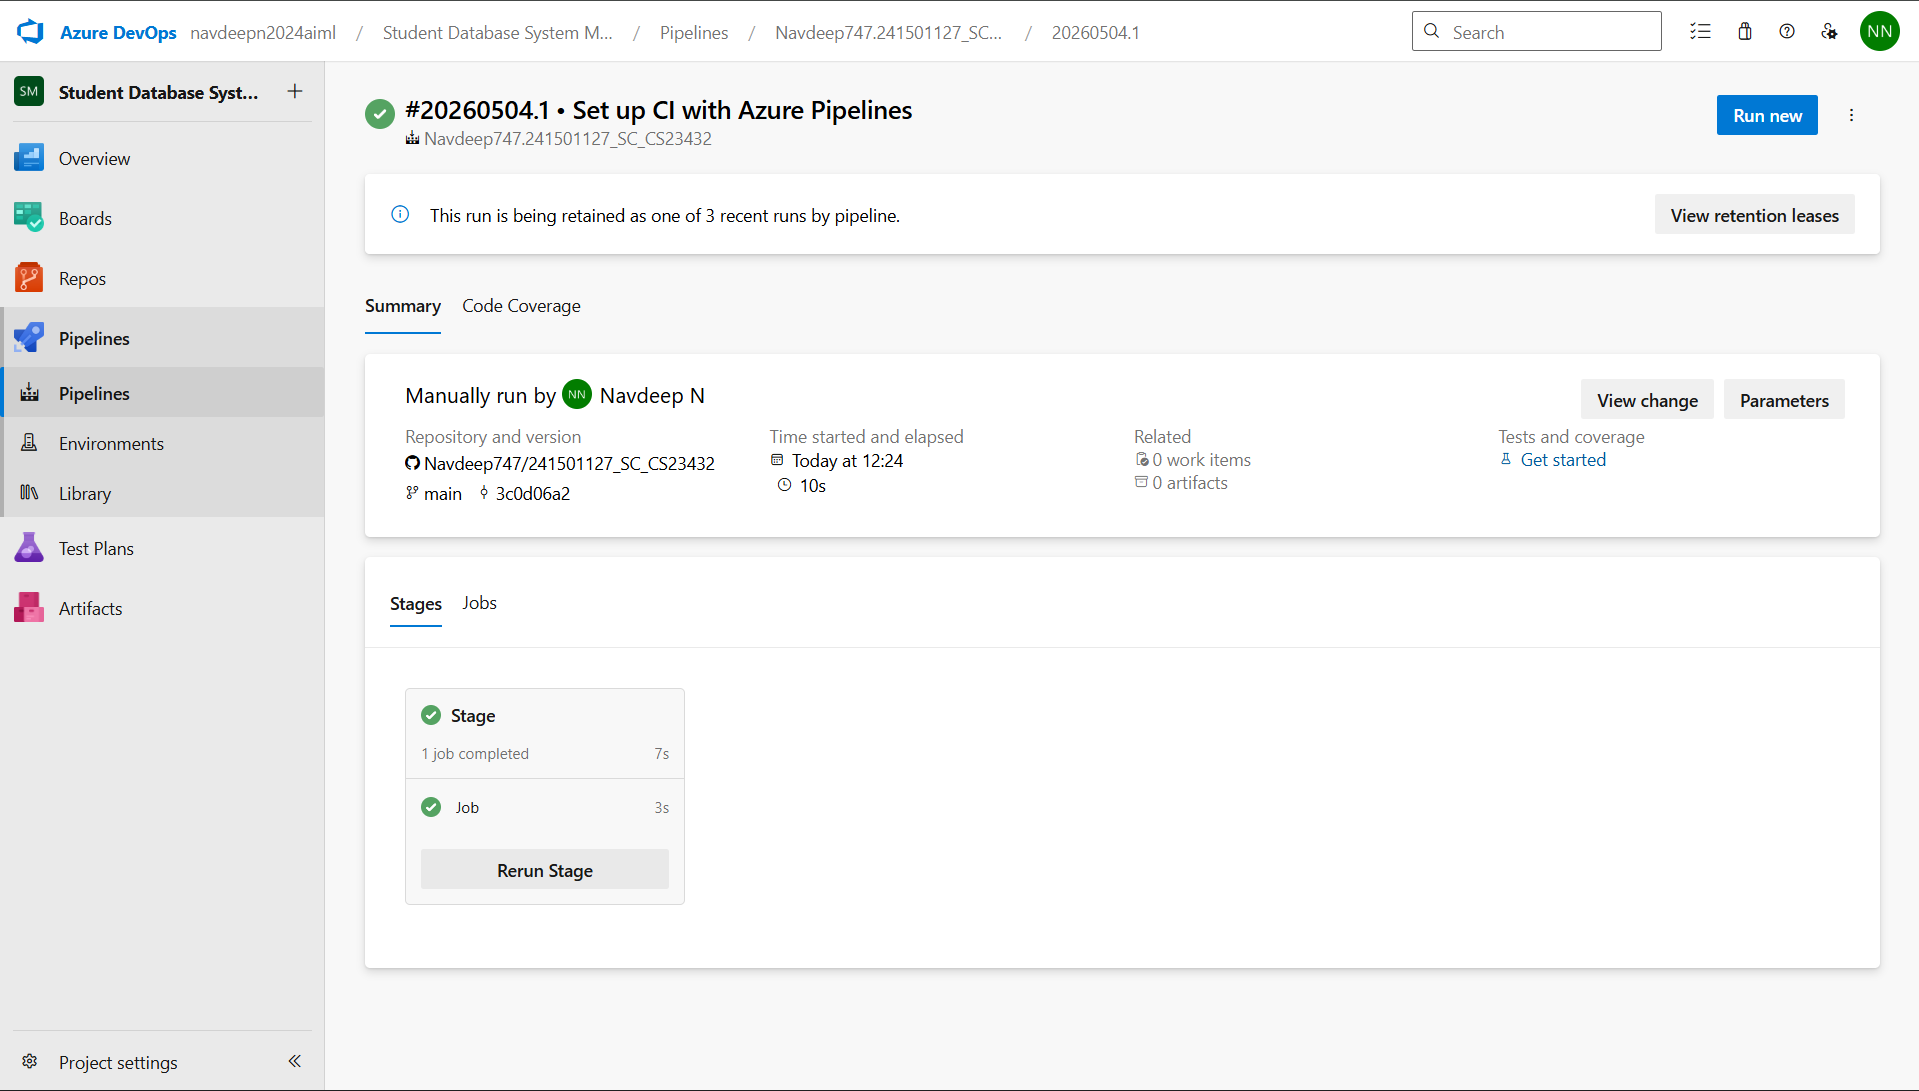 Azure DevOps navdeepn2024aiml / Student Database System M... / Pipelines / Navdeep747.241501127_SC_CS... / 20260504.1
Search
NN
SM Student Database Syst... +
Overview
Boards
Repos
Pipelines
Pipelines
Environments
Library
Test Plans
Artifacts
Project settings
#20260504.1 • Set up CI with Azure Pipelines
Navdeep747.241501127_SC_CS23432
Run new
This run is being retained as one of 3 recent runs by pipeline.
View retention leases
Summary Code Coverage
Manually run by NN Navdeep N
View change Parameters
Repository and version
Navdeep747/241501127_SC_CS23432
main 3c0d06a2
Time started and elapsed
Today at 12:24
10s
Related
0 work items
0 artifacts
Tests and coverage
Get started
Stages Jobs
Stage
1 job completed 7s
Job 3s
Rerun Stage